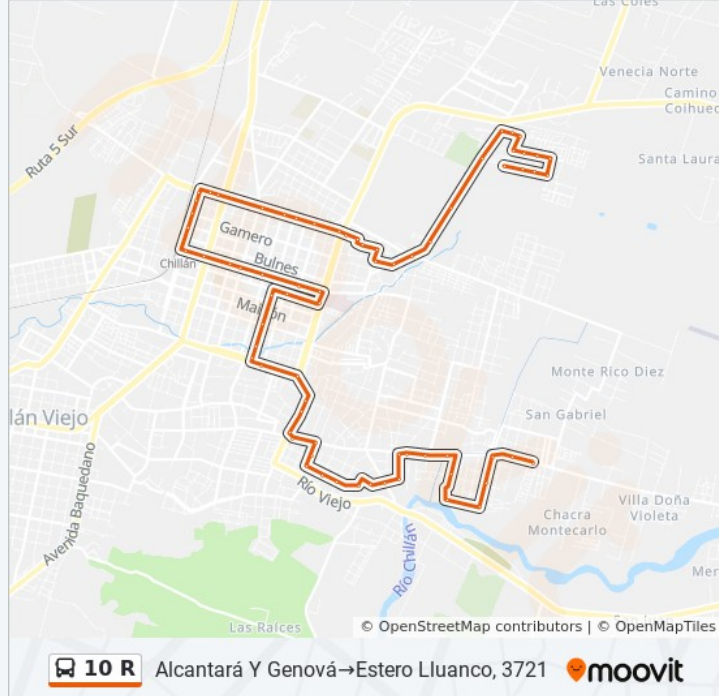 Las Coles
Venecia Norte
Camino
Coihuec
Ruta 5 Sur
Santa Laura
Gamero
Bulnes
Chillán
Maipón
Monte Rico Diez
lán Viejo
San Gabriel
Avenida Baquedano
Río Viejo
Villa Doña
Violeta
Chacra
Montecarlo
Río Chillán
Mer
Las Raíces
© OpenStreetMap contributors | © OpenMapTiles
10 R Alcantará Y Genová→Estero Lluanco, 3721 moovit